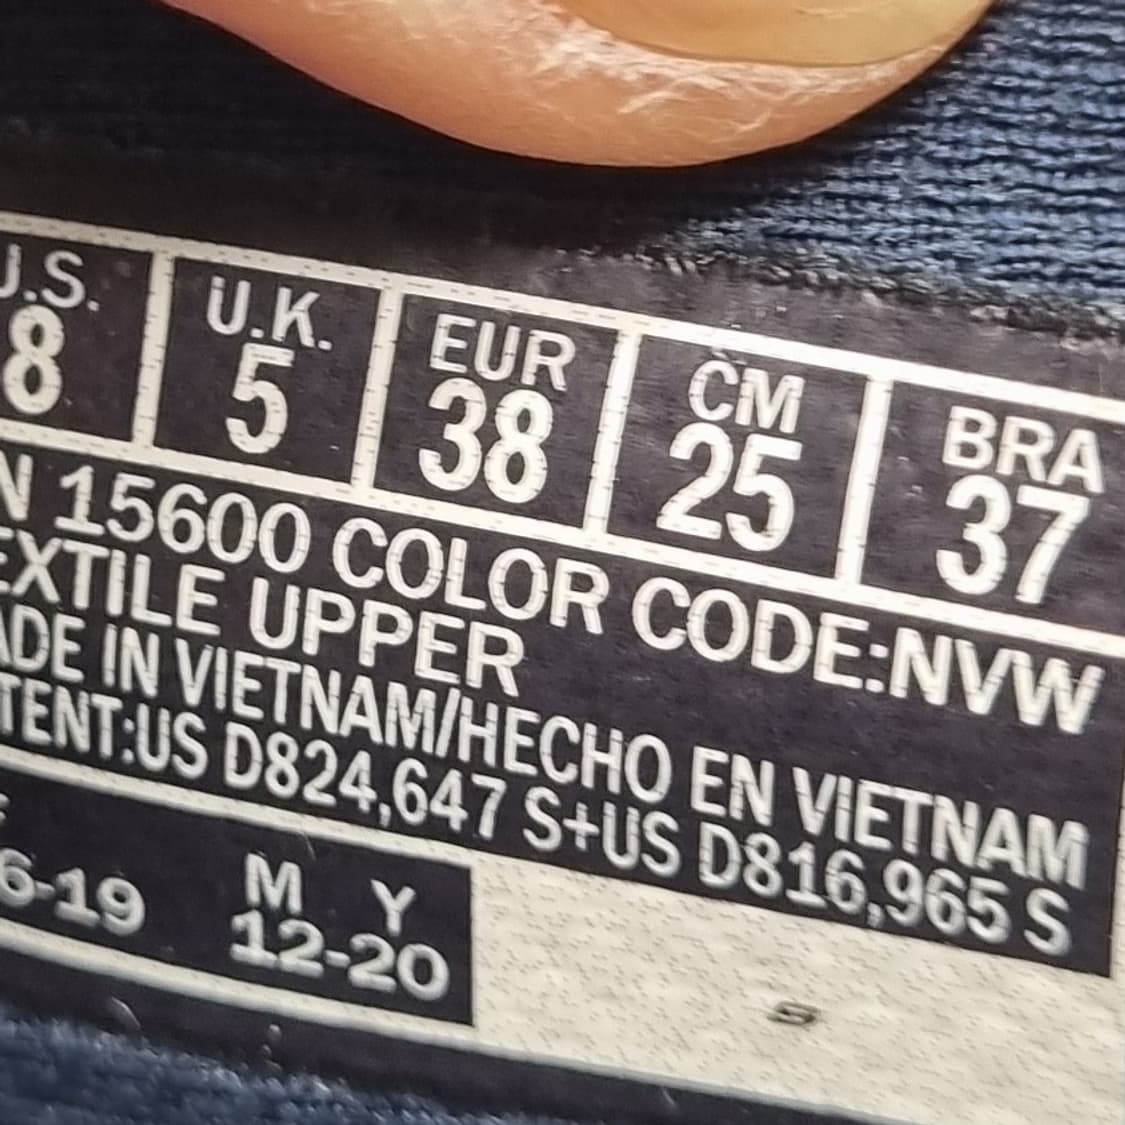 U.S. U.K. EUR CM BRA
8 5 38 25 37
N 15600 COLOR CODE:NVW
EXTILE UPPER
ADE IN VIETNAM/HECHO EN VIETNAM
TENT:US D824,647 S+US D816,965 S
M Y
6-19 12-20
S